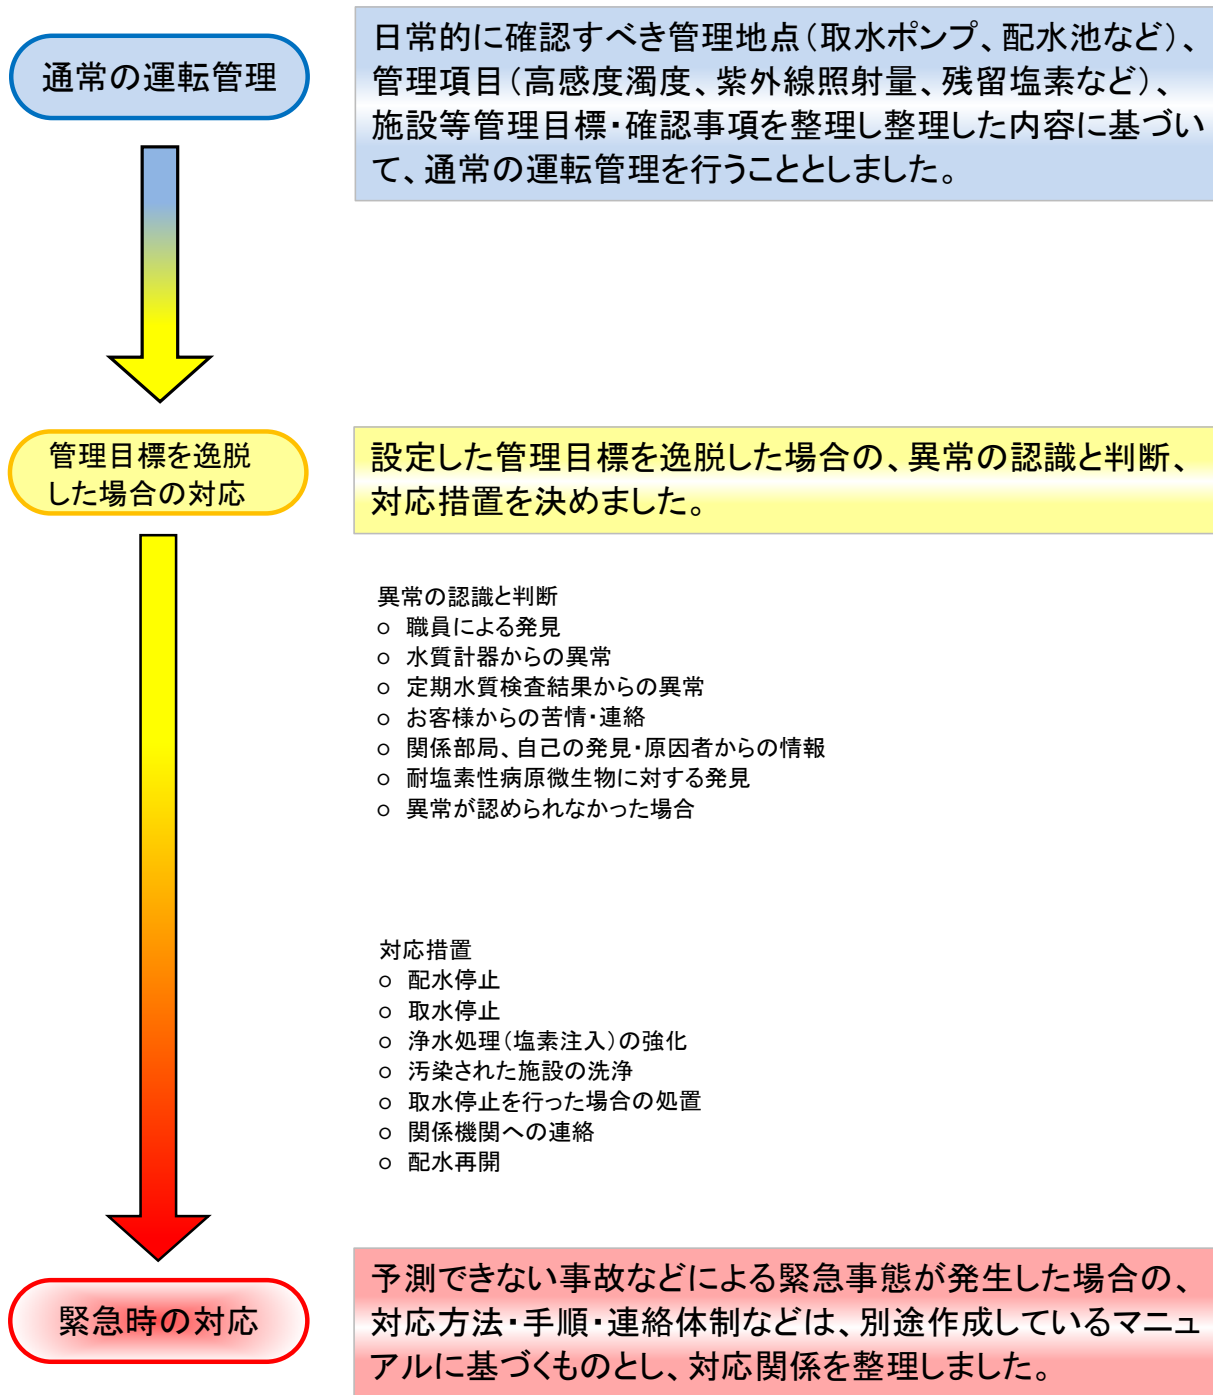 通常の運転管理
日常的に確認すべき管理地点(取水ポンプ、配水池など)、
管理項目(高感度濁度、紫外線照射量、残留塩素など)、
施設等管理目標・確認事項を整理し整理した内容に基づい
て、通常の運転管理を行うこととしました。
管理目標を逸脱
した場合の対応
設定した管理目標を逸脱した場合の、異常の認識と判断、
対応措置を決めました。
異常の認識と判断
○ 職員による発見
○ 水質計器からの異常
○ 定期水質検査結果からの異常
○ お客様からの苦情・連絡
○ 関係部局、自己の発見・原因者からの情報
○ 耐塩素性病原微生物に対する発見
○ 異常が認められなかった場合
対応措置
○ 配水停止
○ 取水停止
○ 浄水処理(塩素注入)の強化
○ 汚染された施設の洗浄
○ 取水停止を行った場合の処置
○ 関係機関への連絡
○ 配水再開
緊急時の対応
予測できない事故などによる緊急事態が発生した場合の、
対応方法・手順・連絡体制などは、別途作成しているマニュ
アルに基づくものとし、対応関係を整理しました。